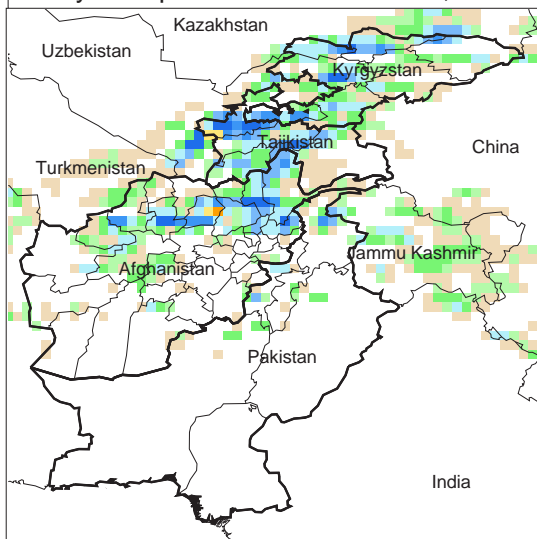 Kazakhstan
Uzbekistan
Kyrgyzstan
Tajikistan
China
Turkmenistan
Jammu Kashmir
Afghanistan
Pakistan
India